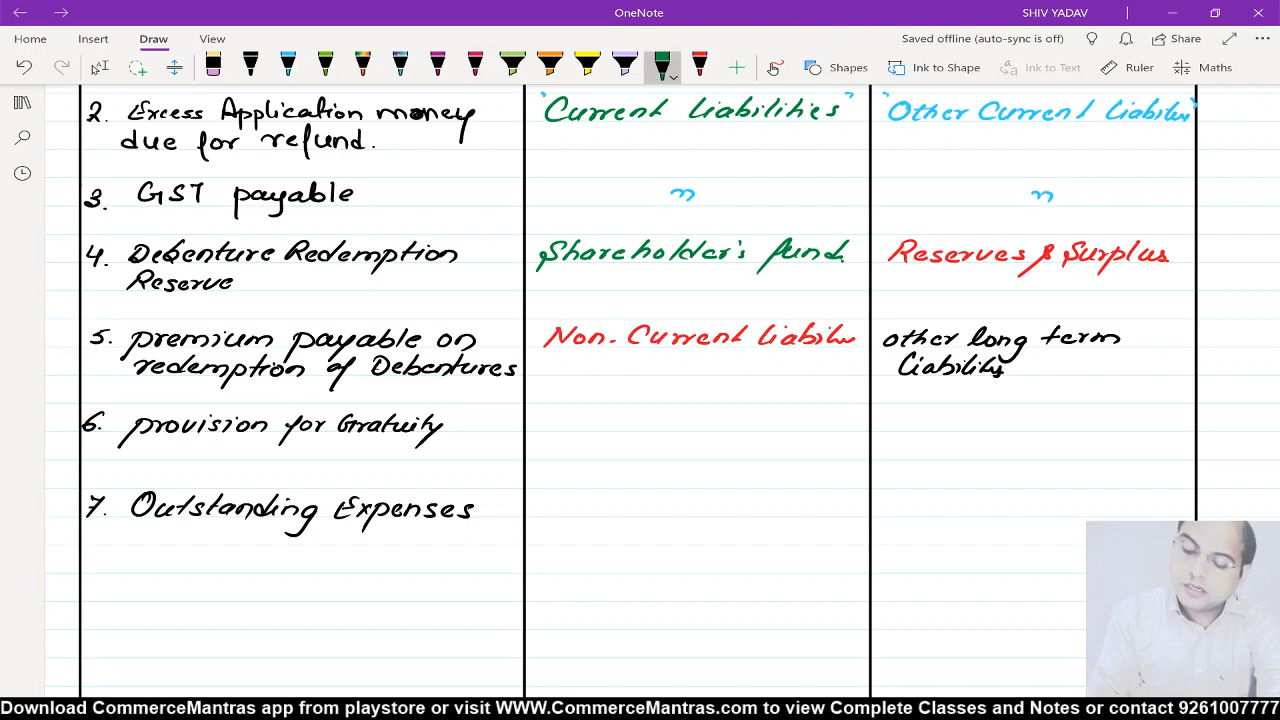 OneNote
SHIV YADAV
Home Insert Draw View
Saved offline (auto-sync is off)
Share
Shapes
Ink to Shape
Ink to Text
Ruler
Maths
2. Excess Application money
due for refund.
"Current Liabilities"
"Other Current Liabilities"
3. GST payable
"
"
4. Debenture Redemption
Reserve
Shareholder's fund.
Reserves & Surplus
5. premium payable on
redemption of Debentures
Non. Current Liabilities
other long term
Liabilities
6. provision for Gratuity
7. Outstanding Expenses
Download CommerceMantras app from playstore or visit WWW.CommerceMantras.com to view Complete Classes and Notes or contact 9261007777